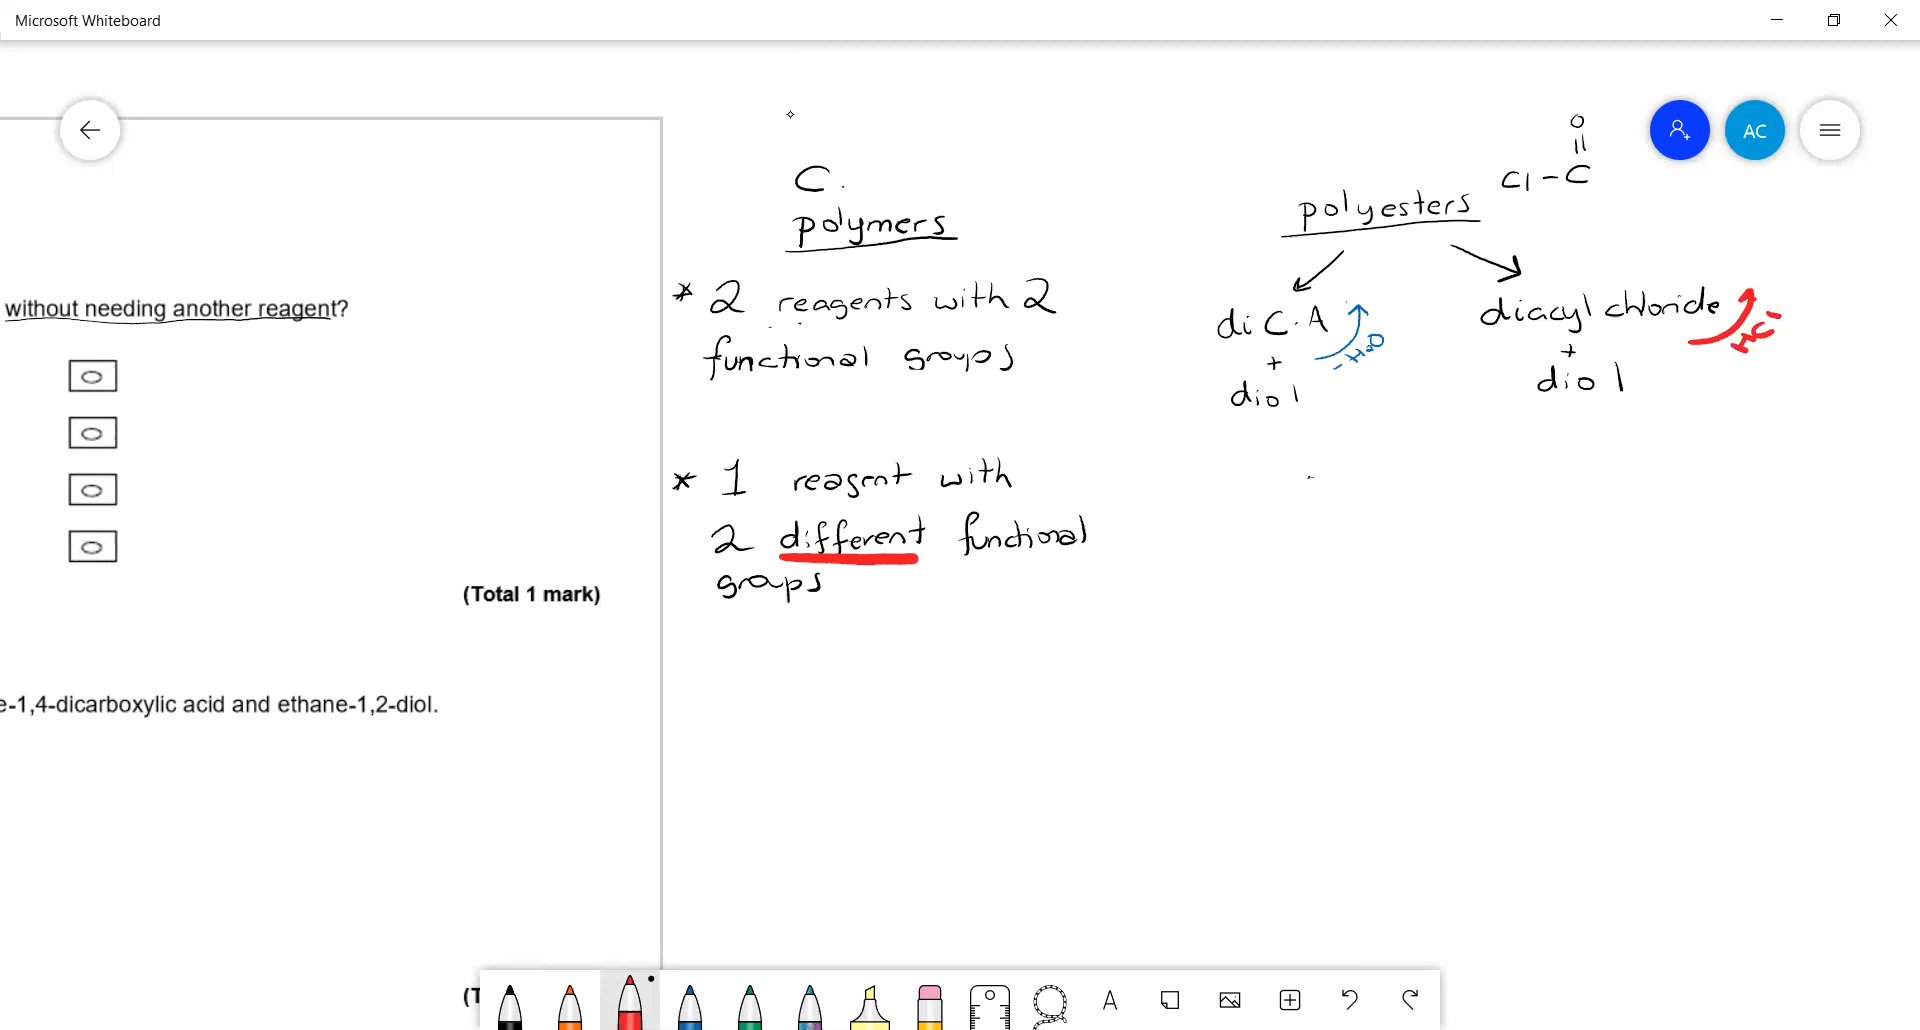 Microsoft Whiteboard
AC
without needing another reagent?
(Total 1 mark)
e-1,4-dicarboxylic acid and ethane-1,2-diol.
(T
C.
polymers
* 2 reagents with 2
functional groups
* 1 reagent with
2 different functional
groups
O
Cl-C
polyesters
di C.A
+
diol
-H2O
diacyl chloride
+
diol
A